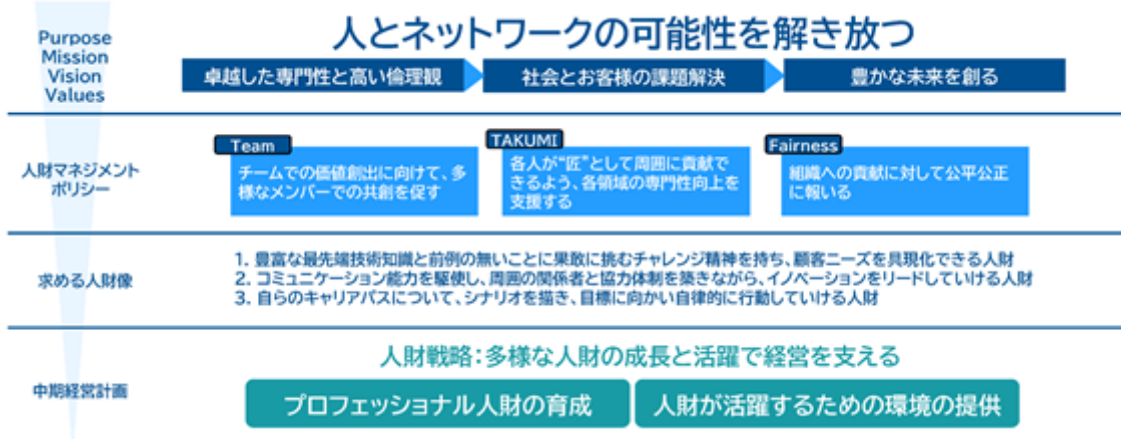 Purpose
Mission
Vision
Values
人とネットワークの可能性を解き放つ
卓越した専門性と高い倫理観
社会とお客様の課題解決
豊かな未来を創る
人財マネジメント
ポリシー
Team
チームでの価値創出に向けて、多
様なメンバーでの共創を促す
TAKUMI
各人が“匠”として周囲に貢献で
きるよう、各領域の専門性向上を
支援する
Fairness
組織への貢献に対して公平公正
に報いる
求める人財像
1. 豊富な最先端技術知識と前例の無いことに果敢に挑むチャレンジ精神を持ち、顧客ニーズを具現化できる人財
2. コミュニケーション能力を駆使し、周囲の関係者と協力体制を築きながら、イノベーションをリードしていける人財
3. 自らのキャリアパスについて、シナリオを描き、目標に向かい自律的に行動していける人財
中期経営計画
人財戦略：多様な人財の成長と活躍で経営を支える
プロフェッショナル人財の育成
人財が活躍するための環境の提供